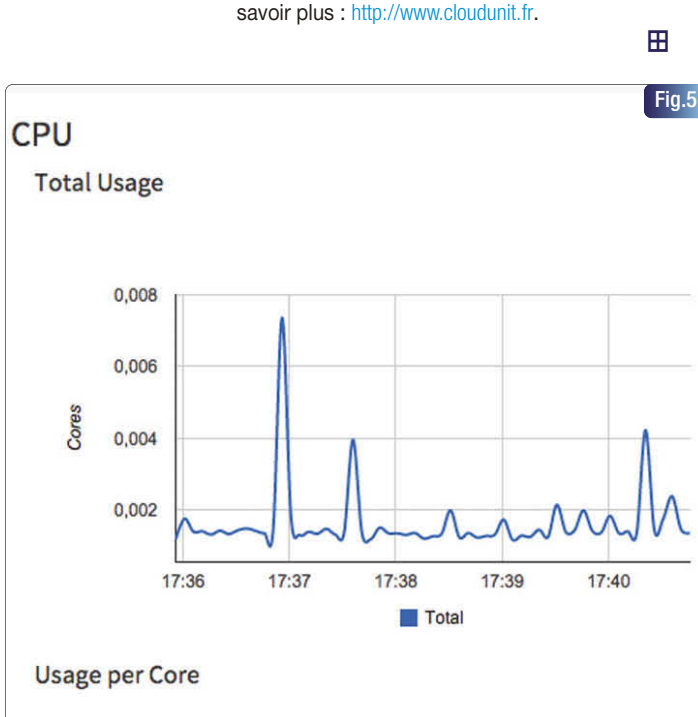 savoir plus : http://www.cloudunit.fr.
Fig.5
CPU
Total Usage
0,008
0,006
0,004
0,002
Cores
17:36 17:37 17:38 17:39 17:40
Total
Usage per Core